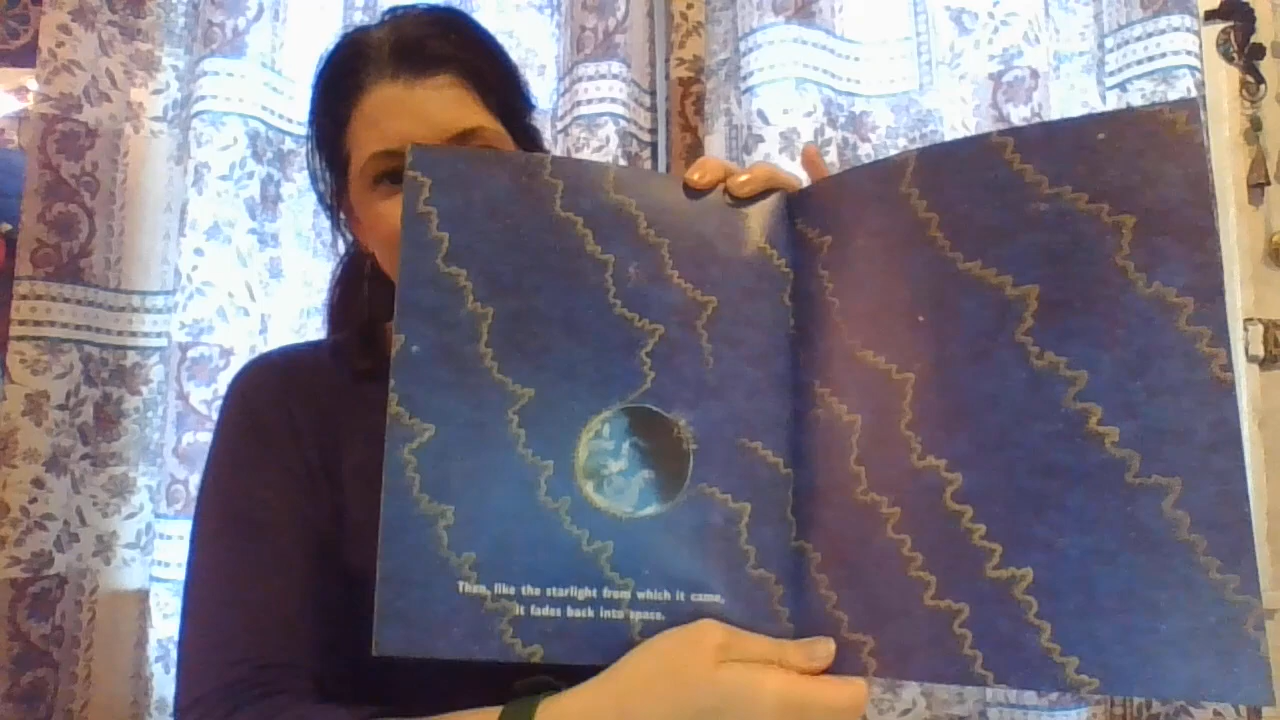 Then, like the starlight from which it came,
it fades back into space.